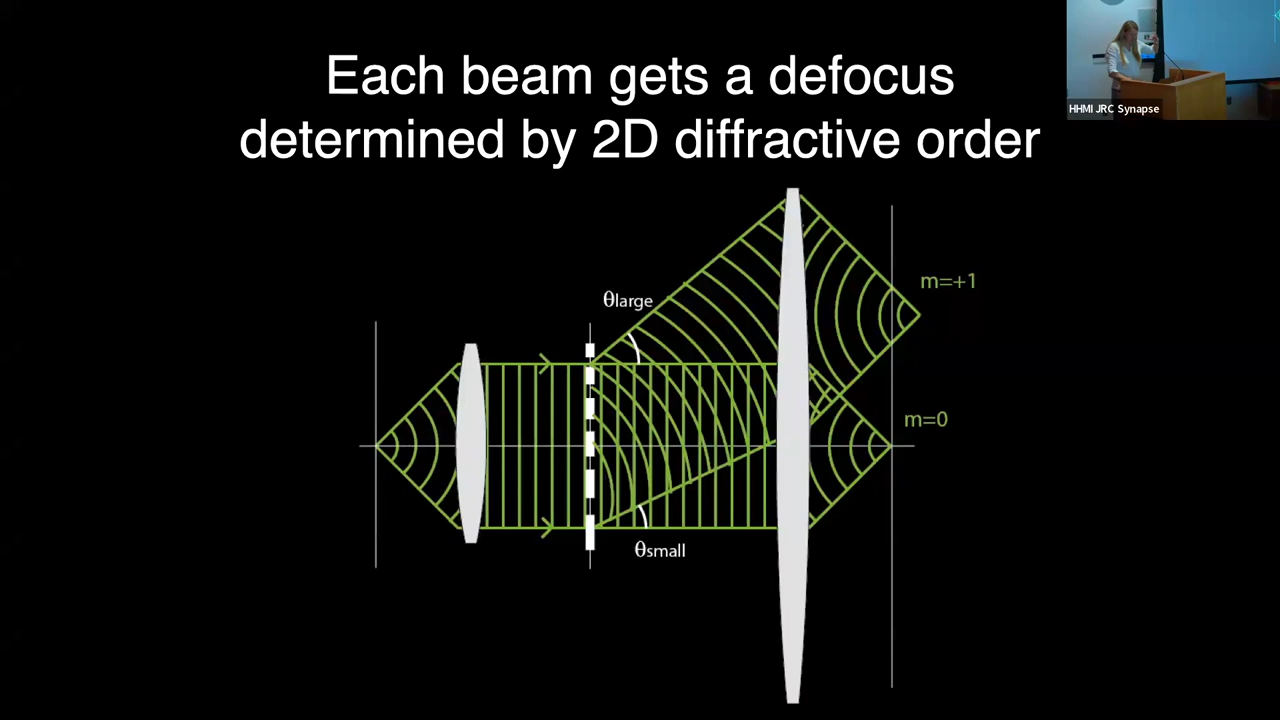 Each beam gets a defocus
determined by 2D diffractive order
HHMI JRC Synapse
θlarge
m=+1
m=0
θsmall